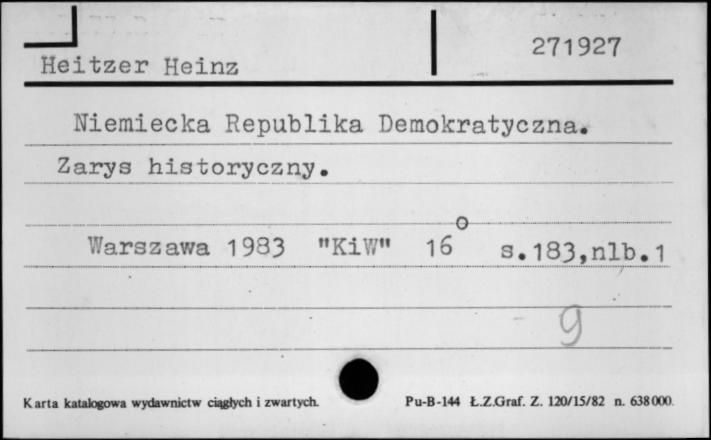 271927
Heitzer Heinz
Niemiecka Republika Demokratyczna.
Zarys historyczny.
Warszawa 1983 "KiW" 16° s.183,nlb.1
9
Karta katalogowa wydawnictw ciągłych i zwartych. Pu-B-144 Ł.Z.Graf. Z. 120/15/82 n. 638000.